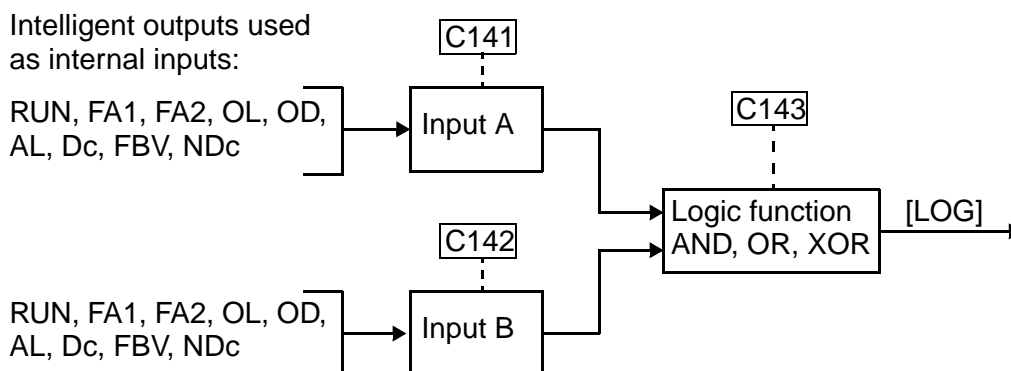 Intelligent outputs used
as internal inputs:
C141
RUN, FA1, FA2, OL, OD,
AL, Dc, FBV, NDc
Input A
C143
Logic function
AND, OR, XOR
[LOG]
C142
RUN, FA1, FA2, OL, OD,
AL, Dc, FBV, NDc
Input B